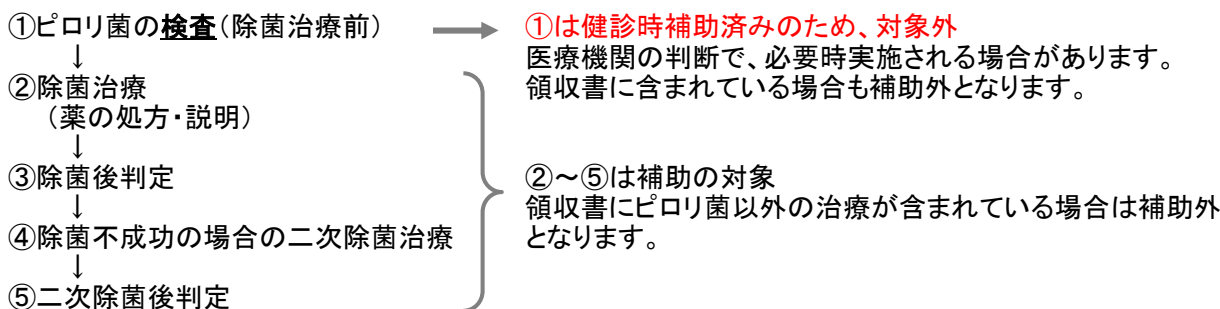 ①ピロリ菌の検査(除菌治療前)
①は健診時補助済みのため、対象外
医療機関の判断で、必要時実施される場合があります。
領収書に含まれている場合も補助外となります。
↓
②除菌治療
(薬の処方・説明)
↓
③除菌後判定
↓
④除菌不成功の場合の二次除菌治療
↓
⑤二次除菌後判定
②～⑤は補助の対象
領収書にピロリ菌以外の治療が含まれている場合は補助外
となります。